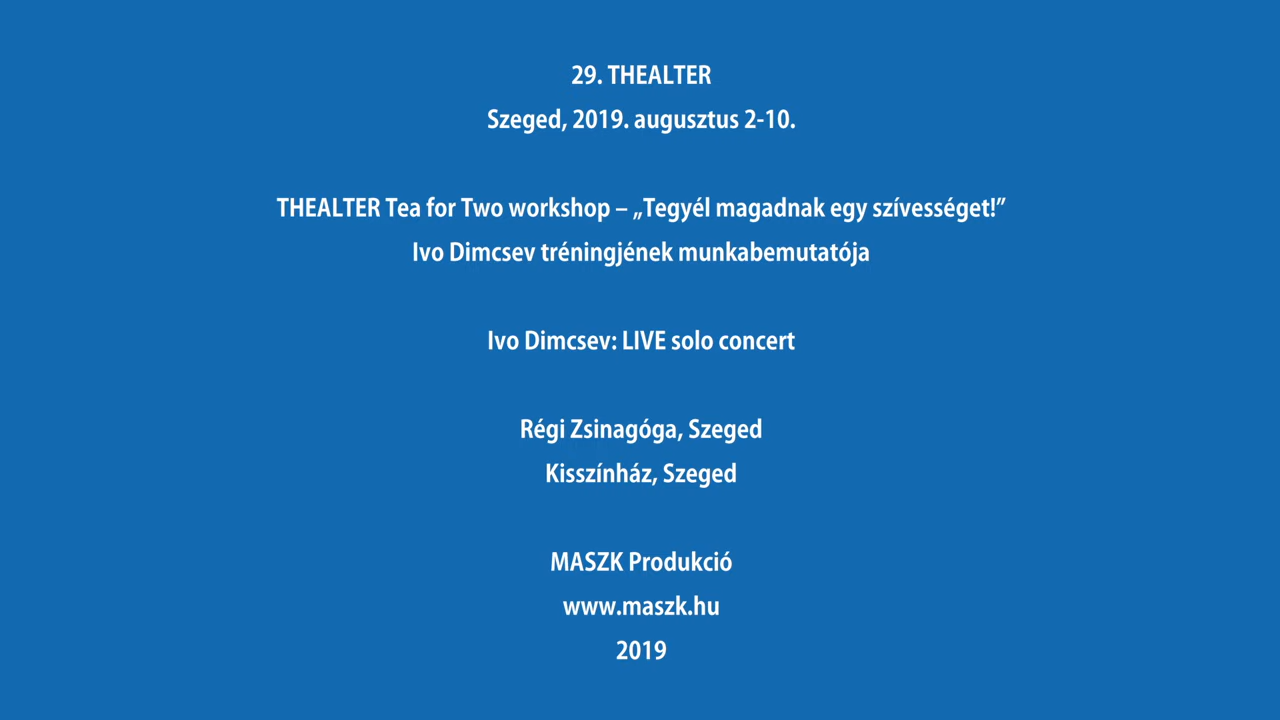 29. THEALTER
Szeged, 2019. augusztus 2-10.
THEALTER Tea for Two workshop – „Tegyél magadnak egy szívességet!”
Ivo Dimcsev tréningjének munkabemutatója
Ivo Dimcsev: LIVE solo concert
Régi Zsinagóga, Szeged
Kisszínház, Szeged
MASZK Produkció
www.maszk.hu
2019